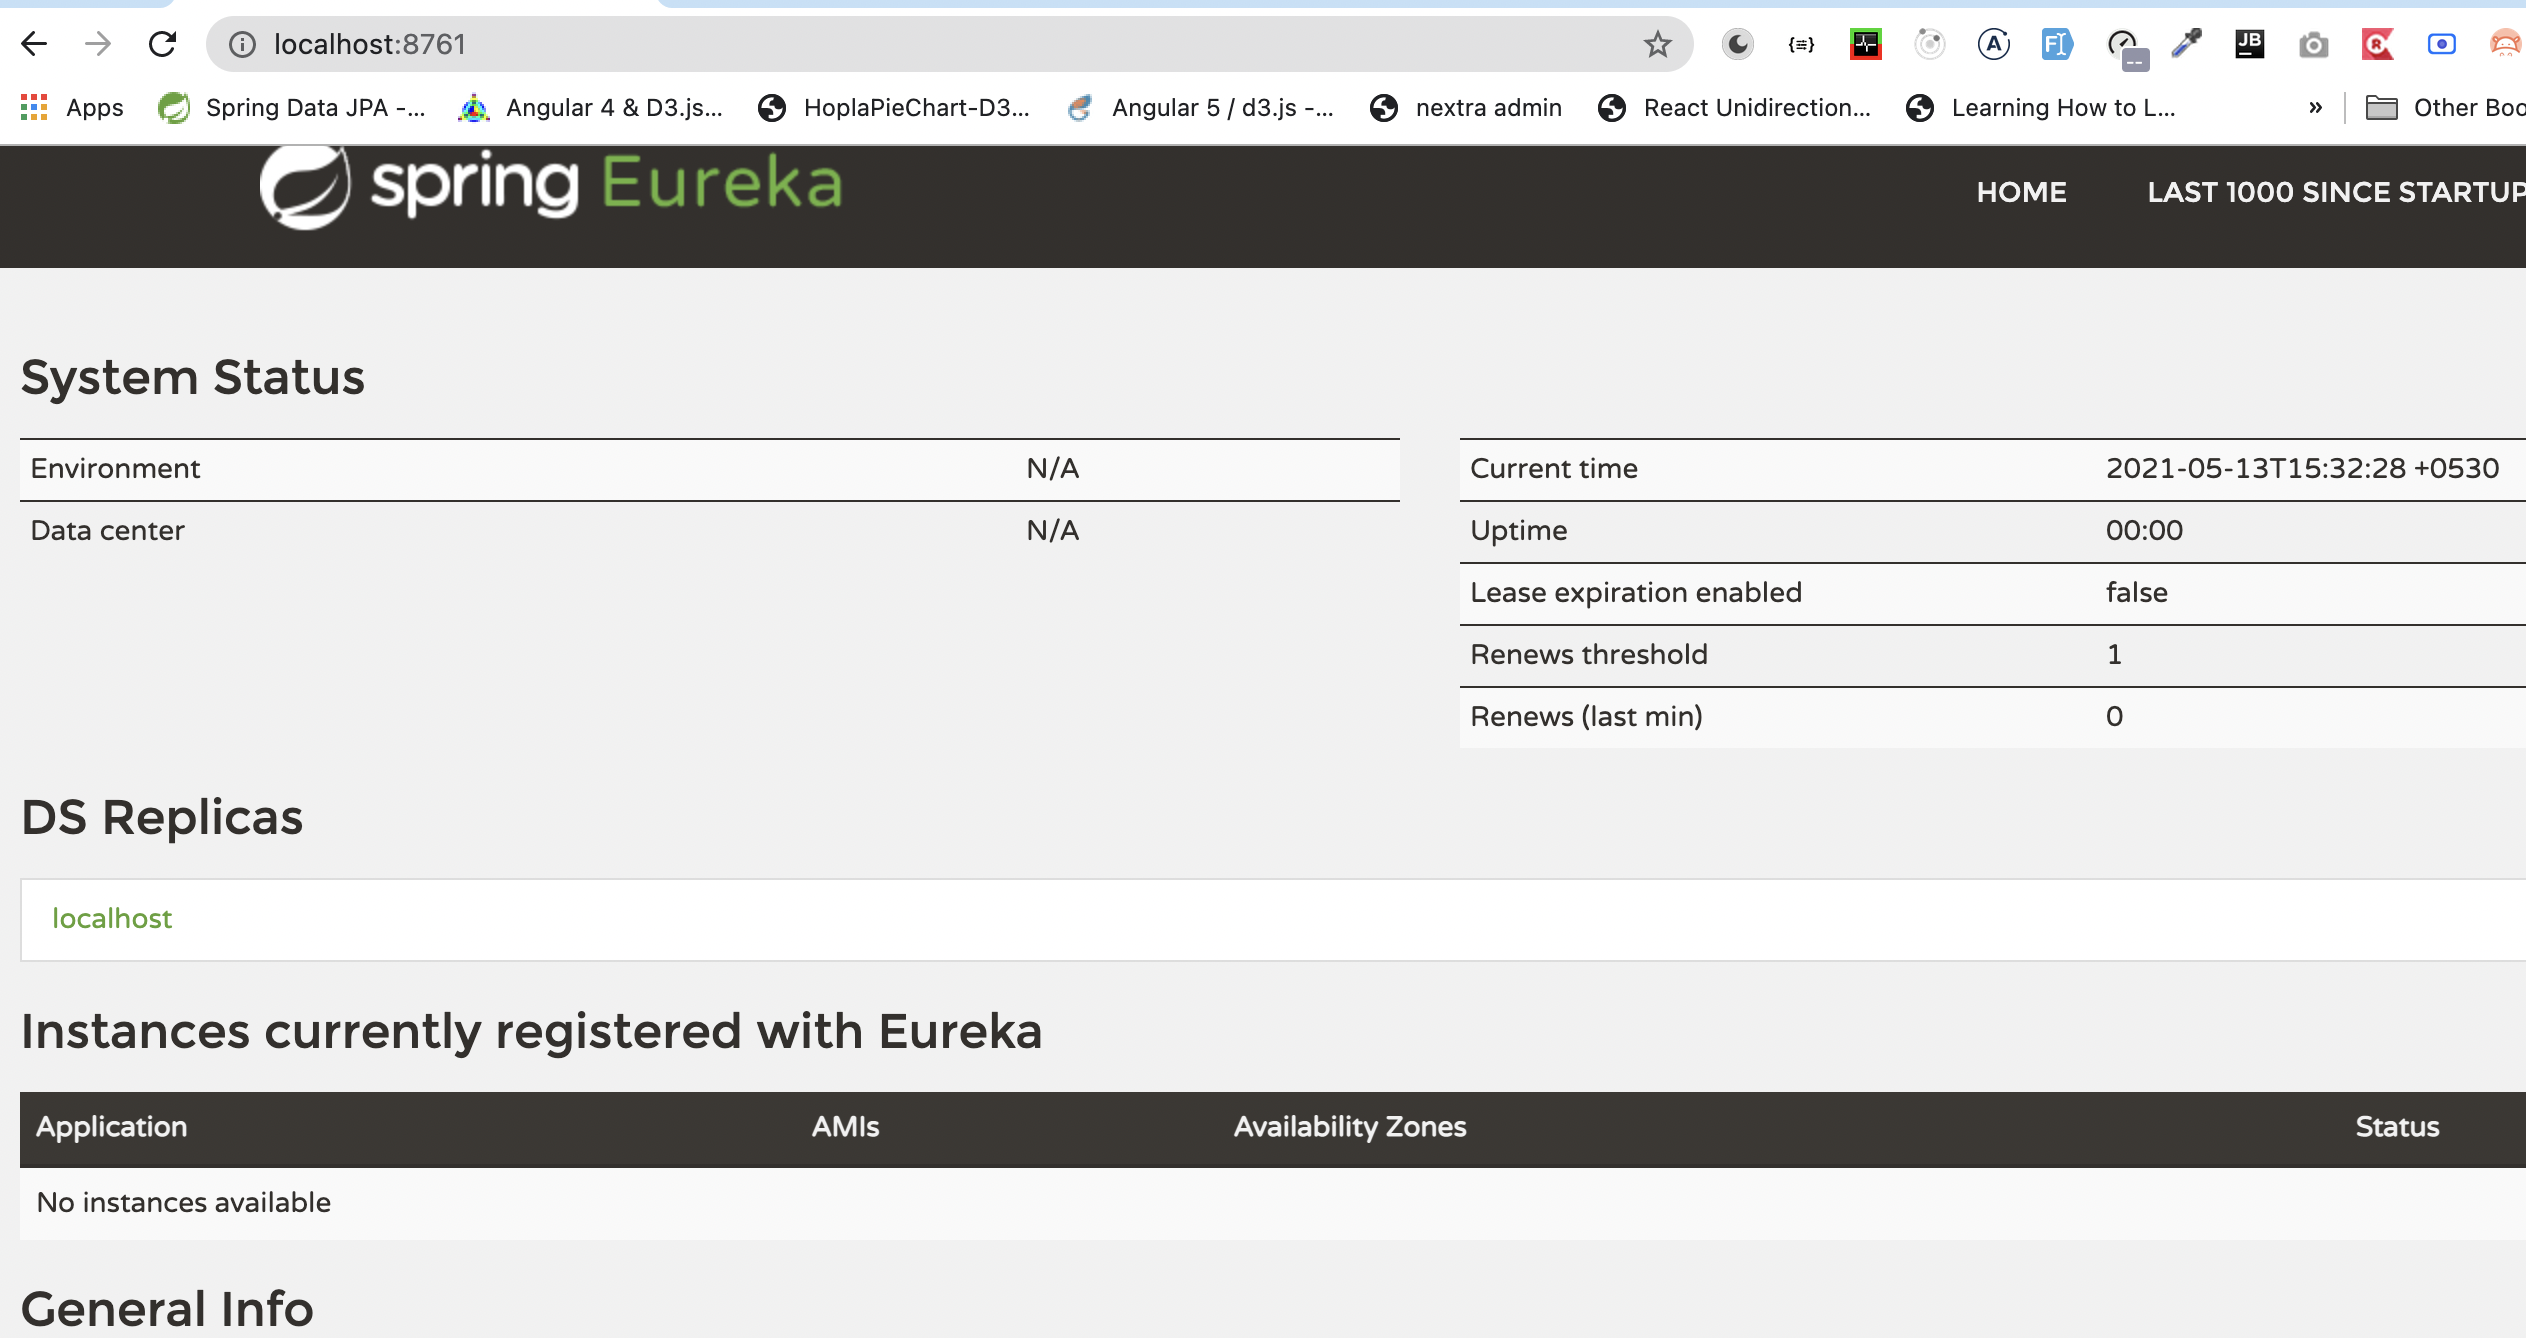 localhost:8761
Apps Spring Data JPA -... Angular 4 & D3.js... HoplaPieChart-D3... Angular 5 / d3.js -... nextra admin React Unidirection... Learning How to L... » Other Boo
spring Eureka HOME LAST 1000 SINCE STARTUP
System Status
Environment N/A
Data center N/A
Current time 2021-05-13T15:32:28 +0530
Uptime 00:00
Lease expiration enabled false
Renews threshold 1
Renews (last min) 0
DS Replicas
localhost
Instances currently registered with Eureka
Application AMIs Availability Zones Status
No instances available
General Info